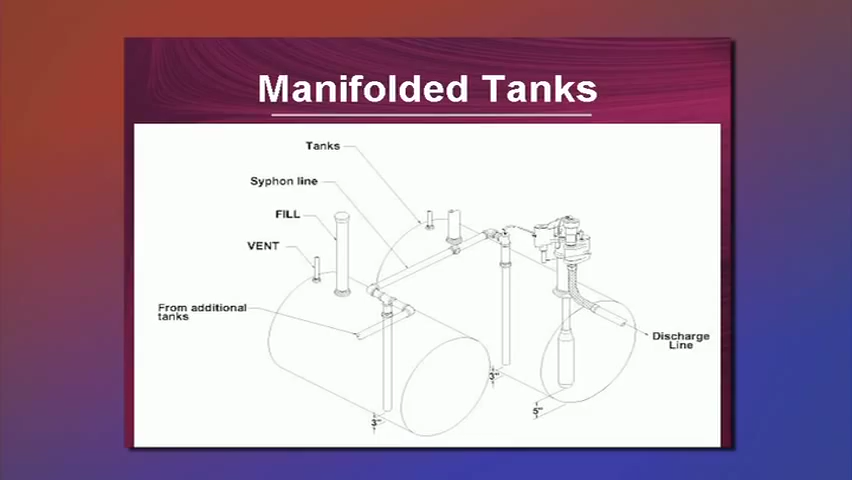 Manifolded Tanks
Tanks
Syphon line
FILL
VENT
From additional
tanks
Discharge
Line
3"
3"
5"